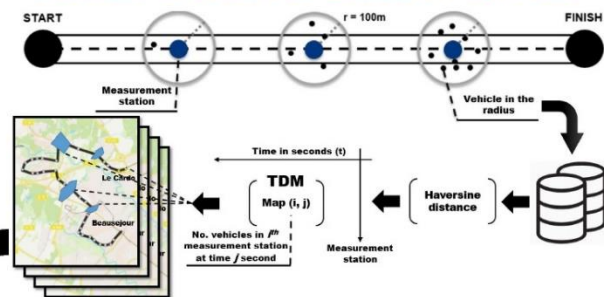 START
r = 100m
FINISH
Measurement
station
Vehicle in the
radius
Time in seconds (t)
TDM
Map (i, j)
Haversine
distance
Le Cardo
Beausejour
No. vehicles in iᵗʰ
measurement station
at time j second
Measurement
station